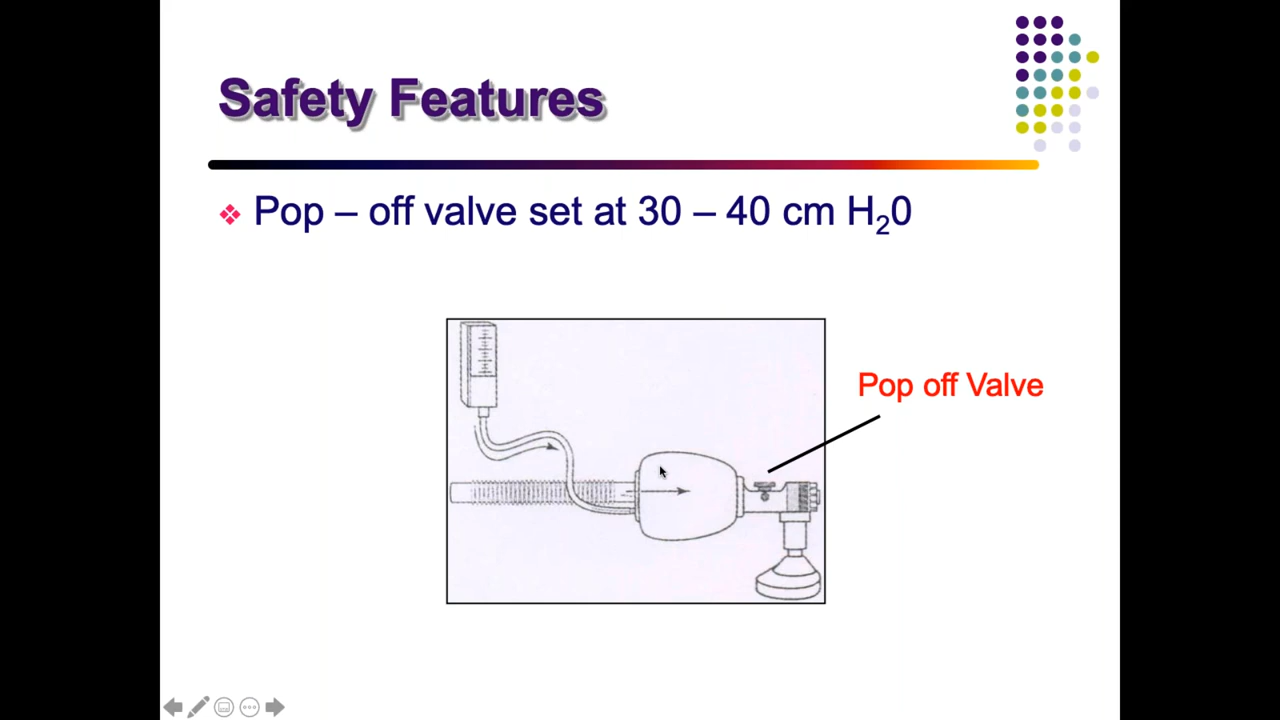 Safety Features
Pop – off valve set at 30 – 40 cm H₂0
Pop off Valve